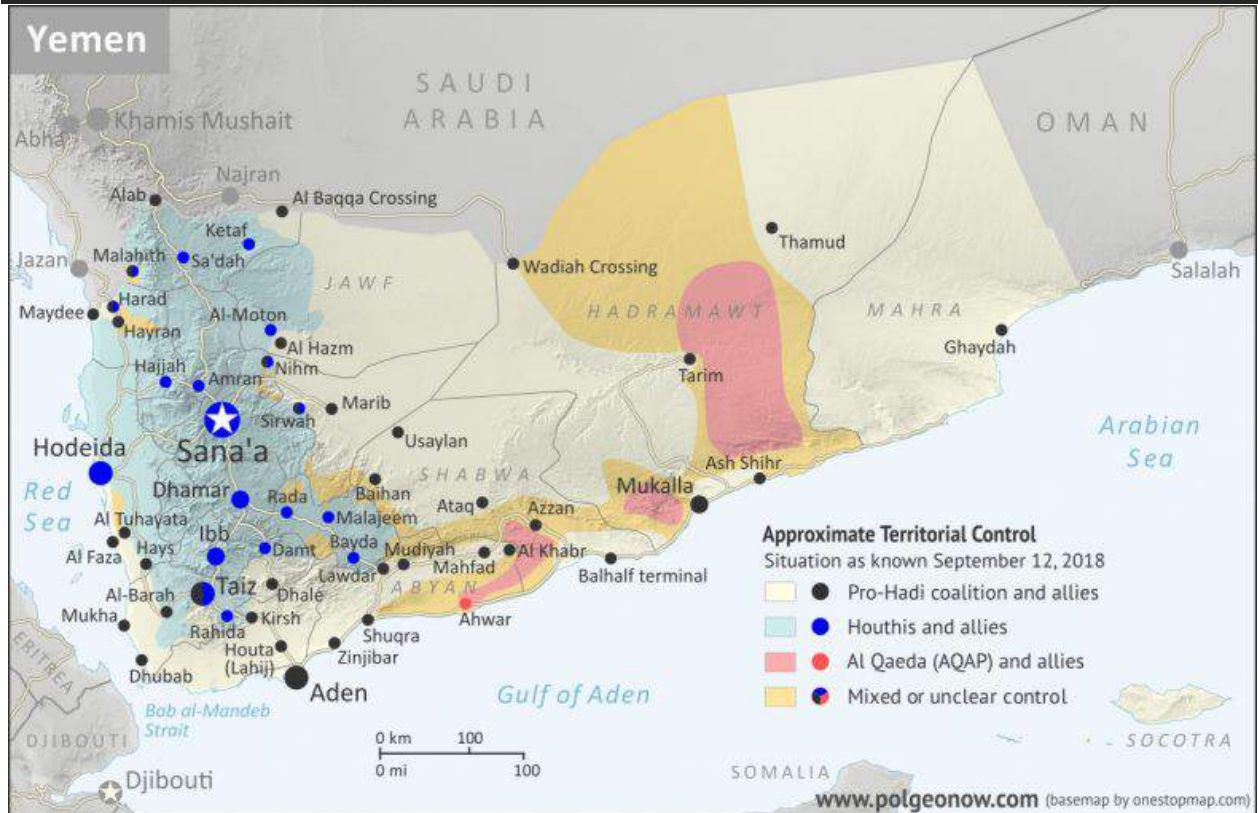 Yemen
SAUDI
ARABIA
OMAN
Khamis Mushait
Abha
Najran
Alab
Al Baqqa Crossing
Ketaf
Malahith
Sa'dah
Jazan
JAWF
Wadiah Crossing
Thamud
Salalah
Harad
Maydee
Hayran
Al-Moton
HADRAMAWT
MAHRA
Al Hazm
Ghaydah
Nihm
Hajjah
Amran
Tarim
Marib
Sirwah
Sana'a
Usaylan
Arabian
Sea
Hodeida
SHABWA
Ash Shihr
Red
Sea
Dhamar
Rada
Baihan
Mukalla
Ataq
Azzan
Malajeem
Al Tuhayata
Ibb
Al Faza
Hays
Damt
Bayda
Mudiyah
Al Khabr
Mahfad
Lawdar
Balhalf terminal
Taiz
Al-Barah
Dhale
ABYAN
Mukha
Kirsh
Ahwar
Rahida
Shuqra
Houta
(Lahij)
Zinjibar
Dhubab
ERITREA
Aden
Gulf of Aden
Bab al-Mandeb
Strait
DJIBOUTI
Djibouti
0 km 100
0 mi 100
Approximate Territorial Control
Situation as known September 12, 2018
Pro-Hadi coalition and allies
Houthis and allies
Al Qaeda (AQAP) and allies
Mixed or unclear control
SOCOTRA
SOMALIA
www.polgeonow.com (basemap by onestopmap.com)